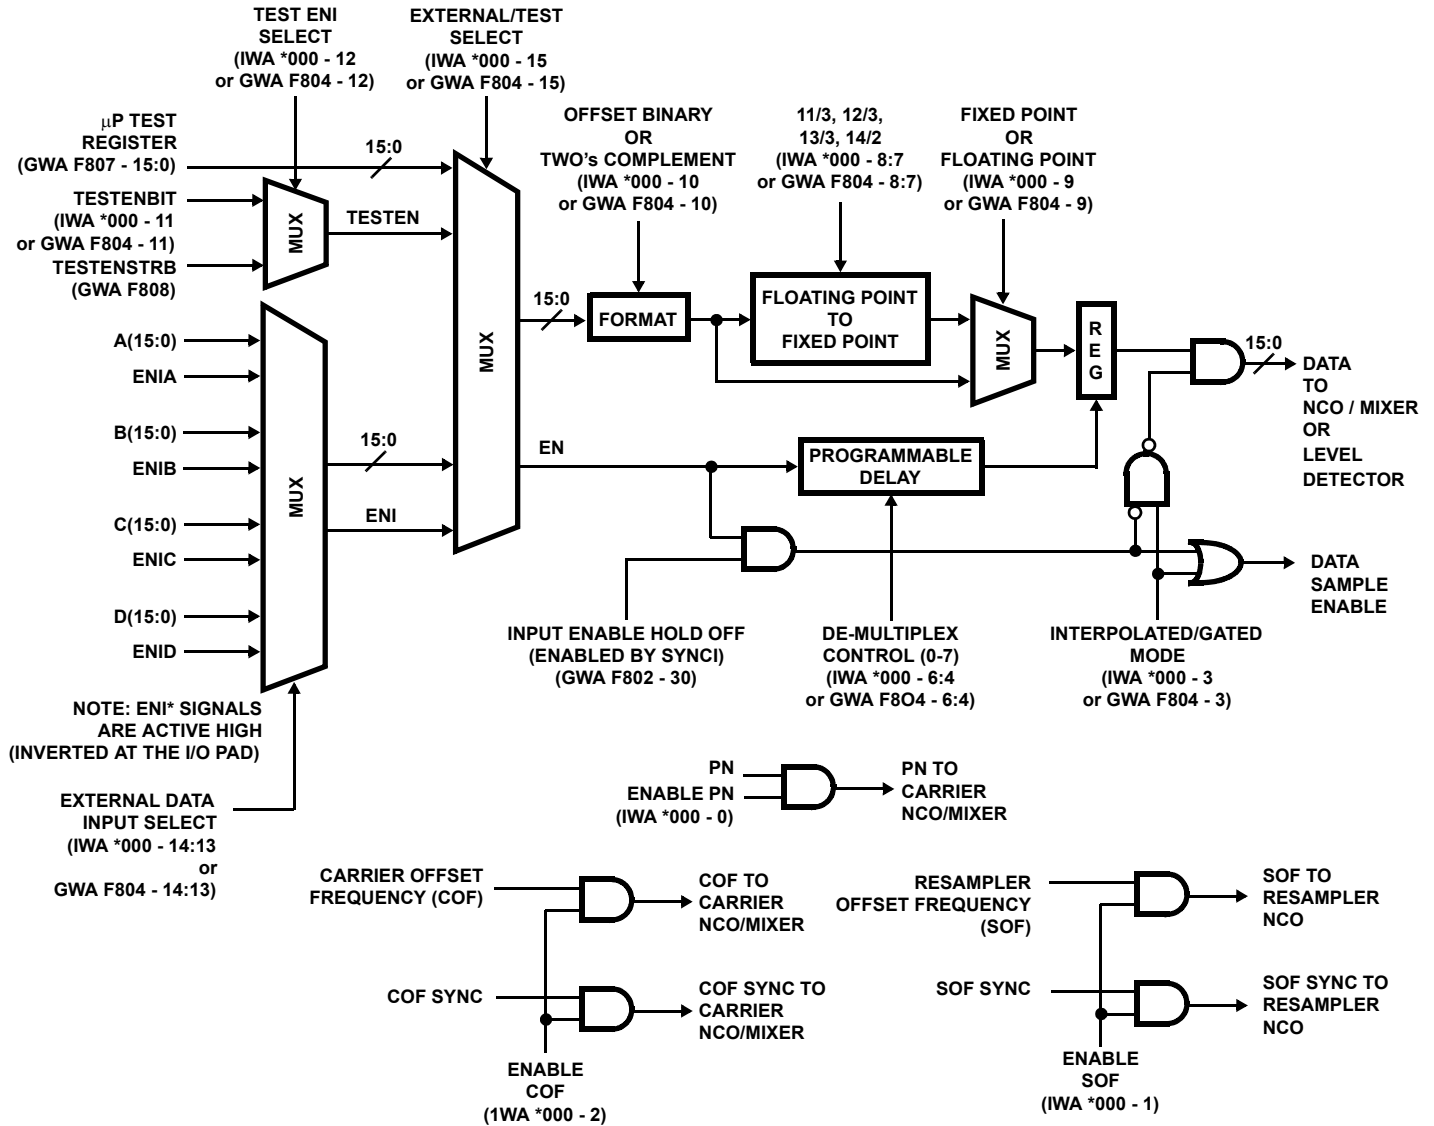 TEST ENI
SELECT
(IWA *000 - 12
or GWA F804 - 12)
EXTERNAL/TEST
SELECT
(IWA *000 - 15
or GWA F804 - 15)
µP TEST
REGISTER
(GWA F807 - 15:0)
15:0
TESTENBIT
(IWA *000 - 11
or GWA F804 - 11)
TESTENSTRB
(GWA F808)
MUX
TESTEN
OFFSET BINARY
OR
TWO's COMPLEMENT
(IWA *000 - 10
or GWA F804 - 10)
11/3, 12/3,
13/3, 14/2
(IWA *000 - 8:7
or GWA F804 - 8:7)
FIXED POINT
OR
FLOATING POINT
(IWA *000 - 9
or GWA F804 - 9)
A(15:0)
ENIA
B(15:0)
ENIB
C(15:0)
ENIC
D(15:0)
ENID
MUX
15:0
ENI
MUX
15:0
FORMAT
FLOATING POINT
TO
FIXED POINT
MUX
R
E
G
15:0
DATA
TO
NCO / MIXER
OR
LEVEL
DETECTOR
EN
PROGRAMMABLE
DELAY
DATA
SAMPLE
ENABLE
INPUT ENABLE HOLD OFF
(ENABLED BY SYNCI)
(GWA F802 - 30)
DE-MULTIPLEX
CONTROL (0-7)
(IWA *000 - 6:4
or GWA F8O4 - 6:4)
INTERPOLATED/GATED
MODE
(IWA *000 - 3
or GWA F804 - 3)
NOTE: ENI* SIGNALS
ARE ACTIVE HIGH
(INVERTED AT THE I/O PAD)
EXTERNAL DATA
INPUT SELECT
(IWA *000 - 14:13
or
GWA F804 - 14:13)
PN
ENABLE PN
(IWA *000 - 0)
PN TO
CARRIER
NCO/MIXER
CARRIER OFFSET
FREQUENCY (COF)
COF TO
CARRIER
NCO/MIXER
COF SYNC
COF SYNC TO
CARRIER
NCO/MIXER
ENABLE
COF
(1WA *000 - 2)
RESAMPLER
OFFSET FREQUENCY
(SOF)
SOF TO
RESAMPLER
NCO
SOF SYNC
SOF SYNC TO
RESAMPLER
NCO
ENABLE
SOF
(IWA *000 - 1)